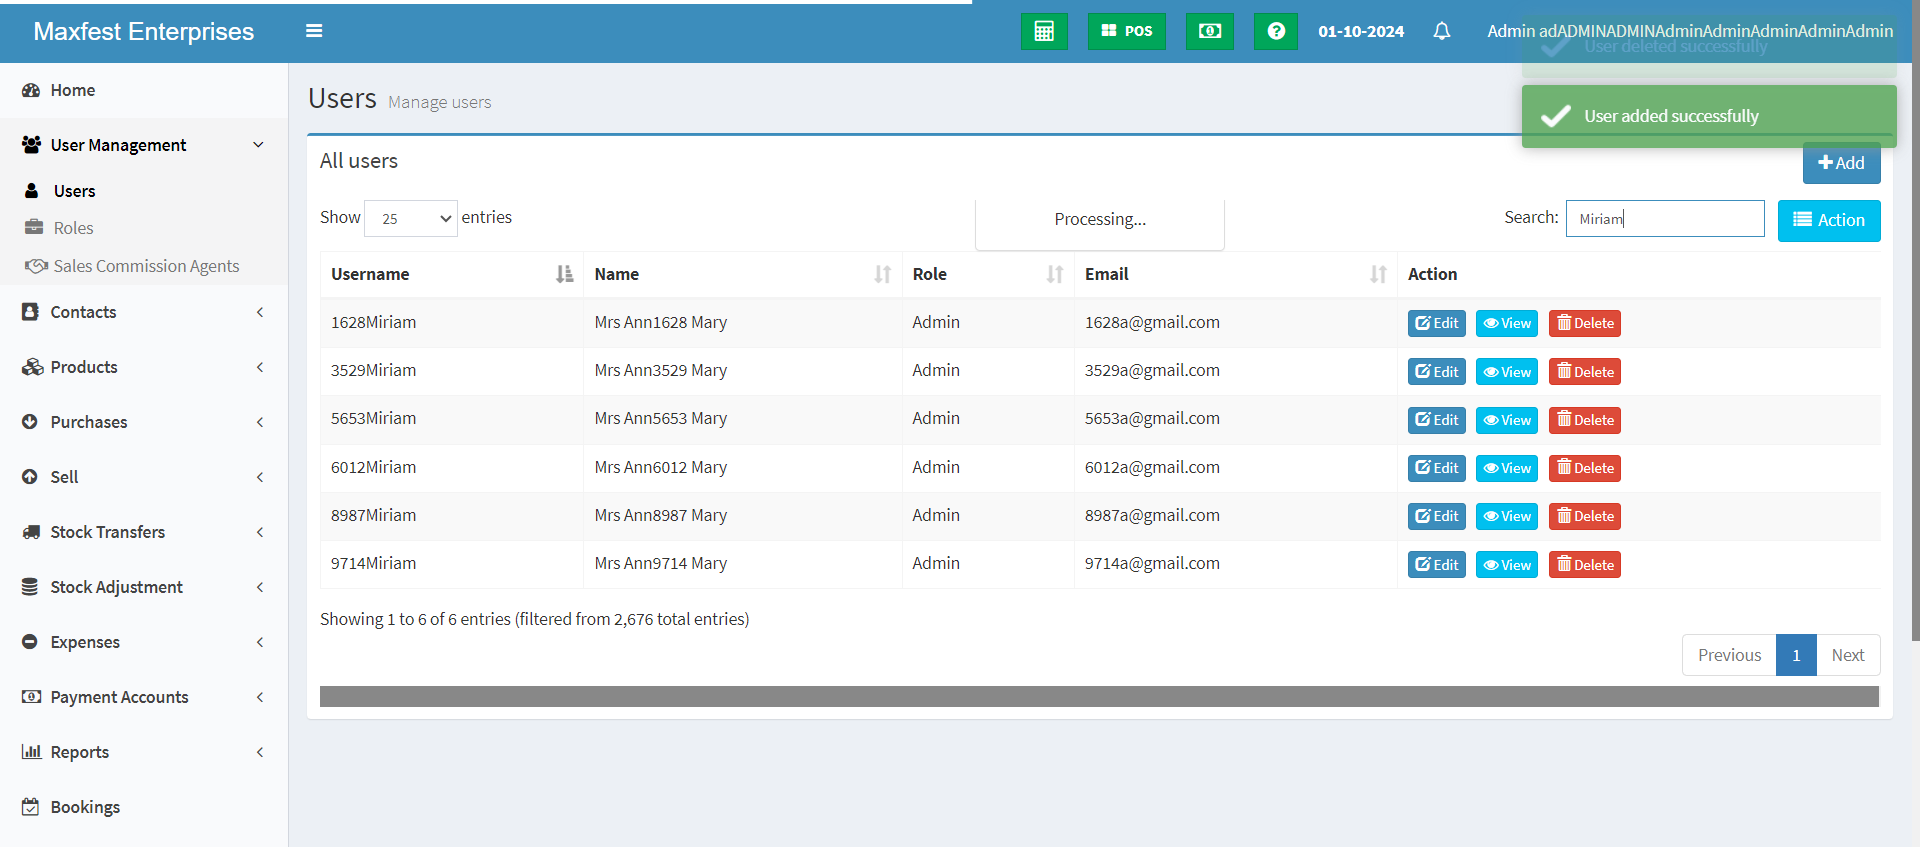 Maxfest Enterprises
POS
01-10-2024
Admin adADMINADMINAdminAdminAdminAdminAdmin
User deleted successfully
User added successfully
Home
User Management
Users
Roles
Sales Commission Agents
Contacts
Products
Purchases
Sell
Stock Transfers
Stock Adjustment
Expenses
Payment Accounts
Reports
Bookings
Users Manage users
All users
Add
Show 25 entries
Processing...
Search: Miriam
Action
Username Name Role Email Action
1628Miriam Mrs Ann1628 Mary Admin 1628a@gmail.com Edit View Delete
3529Miriam Mrs Ann3529 Mary Admin 3529a@gmail.com Edit View Delete
5653Miriam Mrs Ann5653 Mary Admin 5653a@gmail.com Edit View Delete
6012Miriam Mrs Ann6012 Mary Admin 6012a@gmail.com Edit View Delete
8987Miriam Mrs Ann8987 Mary Admin 8987a@gmail.com Edit View Delete
9714Miriam Mrs Ann9714 Mary Admin 9714a@gmail.com Edit View Delete
Showing 1 to 6 of 6 entries (filtered from 2,676 total entries)
Previous 1 Next